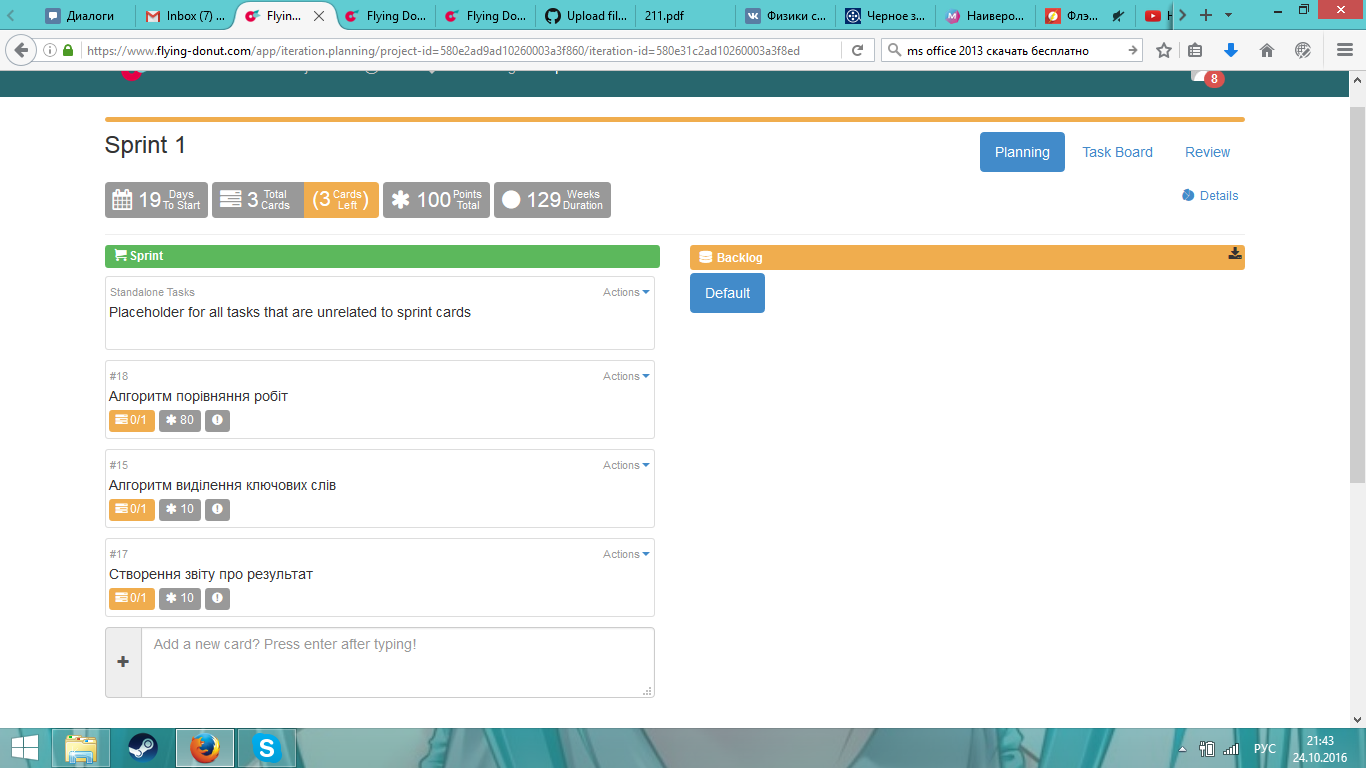 Диалоги
Inbox (7) ...
Flyin...
Flying Do...
Flying Do...
Upload fil...
211.pdf
Физики с...
Черное з...
Наиверо...
Флэ...
https://www.flying-donut.com/app/iteration.planning/project-id=580e2ad9ad10260003a3f860/iteration-id=580e31c2ad10260003a3f8ed
ms office 2013 скачать бесплатно
8
Sprint 1
Planning
Task Board
Review
19 Days To Start
3 Total Cards
(3 Cards Left)
100 Points Total
129 Weeks Duration
Details
Sprint
Backlog
Default
Standalone Tasks
Actions
Placeholder for all tasks that are unrelated to sprint cards
#18
Actions
Алгоритм порівняння робіт
0/1
80
#15
Actions
Алгоритм виділення ключових слів
0/1
10
#17
Actions
Створення звіту про результат
0/1
10
Add a new card? Press enter after typing!
РУС
21:43
24.10.2016